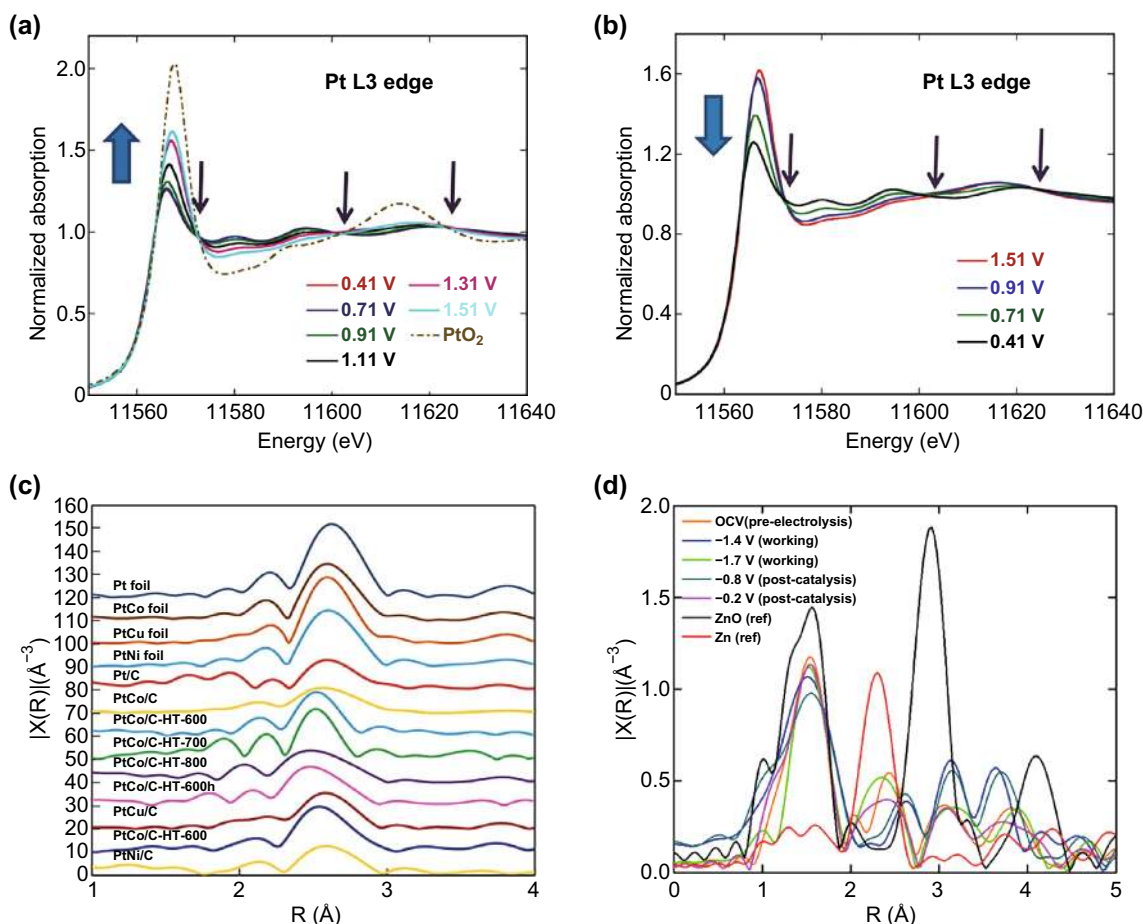 (a)
Pt L3 edge
Normalized absorption
2.0
1.5
1.0
0.5
0
0.41 V
0.71 V
0.91 V
1.11 V
1.31 V
1.51 V
PtO2
11560 11580 11600 11620 11640
Energy (eV)
(b)
Pt L3 edge
Normalized absorption
1.6
1.2
0.8
0.4
0
1.51 V
0.91 V
0.71 V
0.41 V
11560 11580 11600 11620 11640
Energy (eV)
(c)
|X(R)|(Å−3)
160
150
140
130
120
110
100
90
80
70
60
50
40
30
20
10
0
Pt foil
PtCo foil
PtCu foil
PtNi foil
Pt/C
PtCo/C
PtCo/C-HT-600
PtCo/C-HT-700
PtCo/C-HT-800
PtCo/C-HT-600h
PtCu/C
PtCo/C-HT-600
PtNi/C
1 2 3 4
R (Å)
(d)
|X(R)|(Å−3)
2.0
1.5
1.0
0.5
0.0
OCV(pre-electrolysis)
−1.4 V (working)
−1.7 V (working)
−0.8 V (post-catalysis)
−0.2 V (post-catalysis)
ZnO (ref)
Zn (ref)
0 1 2 3 4 5
R (Å)